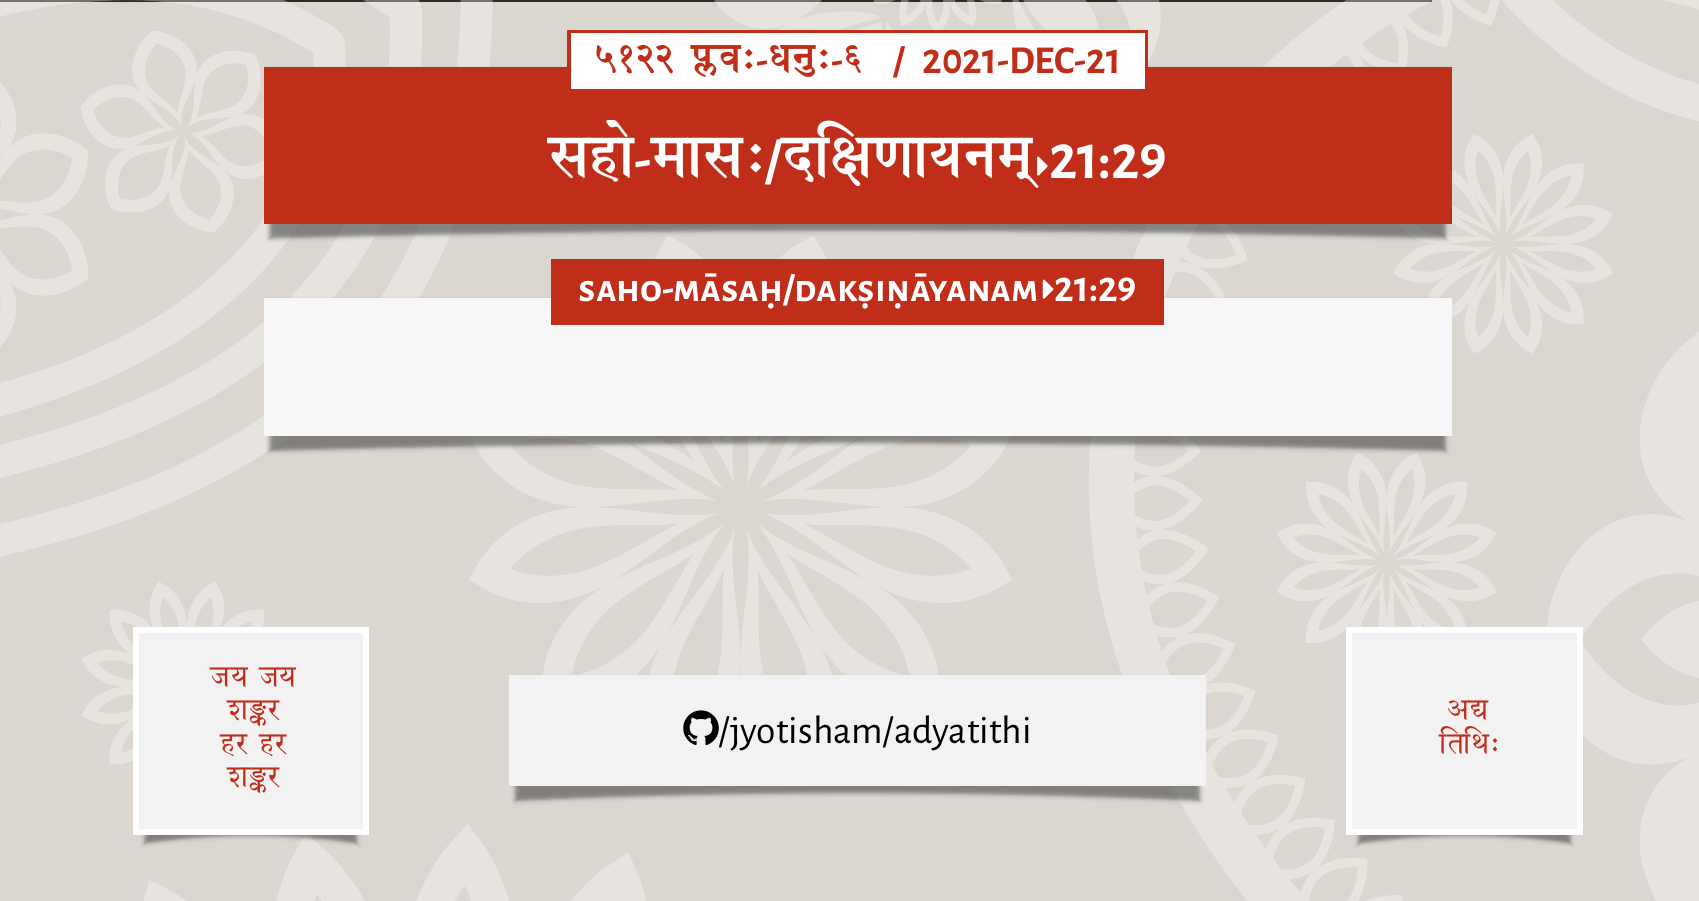 ५१२२ प्लवः-धनुः-६ / 2021-DEC-21
सहो-मासः/दक्षिणायनम्▸21:29
SAHO-MĀSAḤ/DAKṢIṆĀYANAM▸21:29
जय जय
शङ्कर
हर हर
शङ्कर
/jyotisham/adyatithi
अद्य
तिथिः